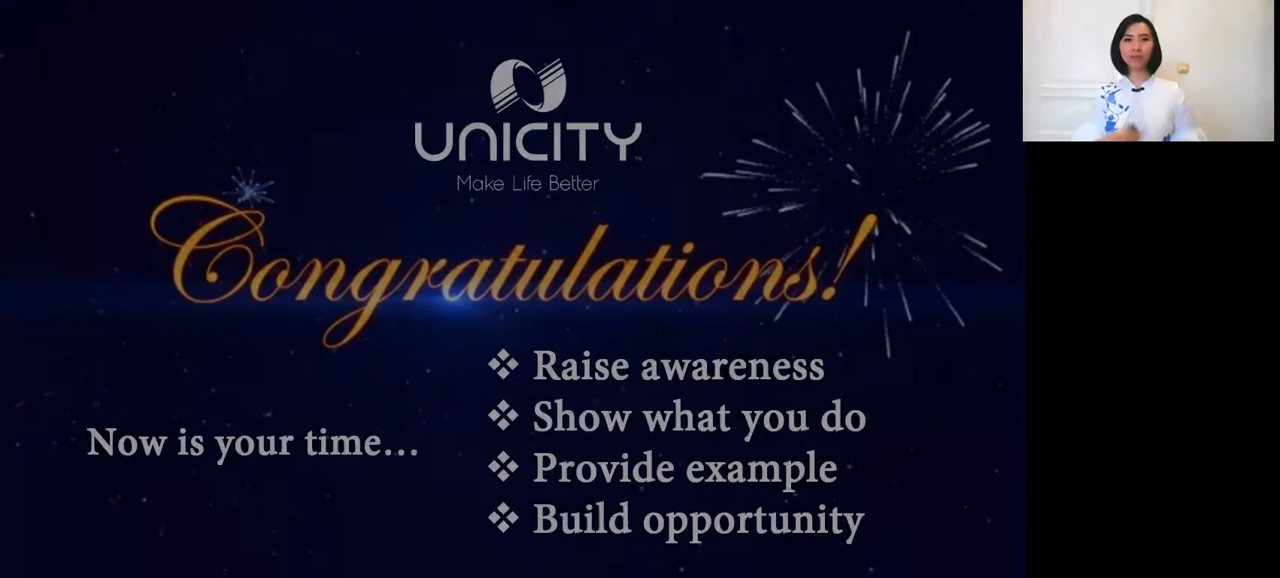 UNICITY
Make Life Better
Congratulations!
Now is your time...
❖ Raise awareness
❖ Show what you do
❖ Provide example
❖ Build opportunity